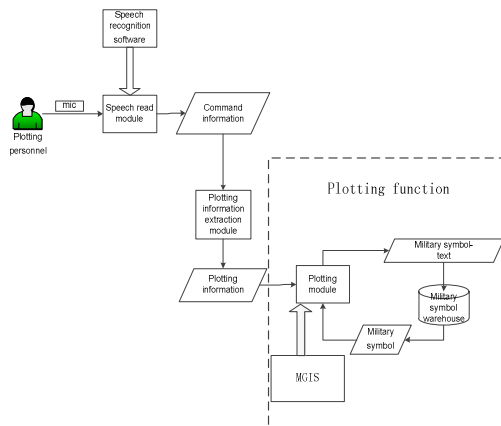 Speech
recognition
software
mic
Speech read
module
Command
information
Plotting
personnel
Plotting
information
extraction
module
Plotting function
Military symbol-
text
Plotting
information
Plotting
module
Military
symbol
warehouse
Military
symbol
MGIS